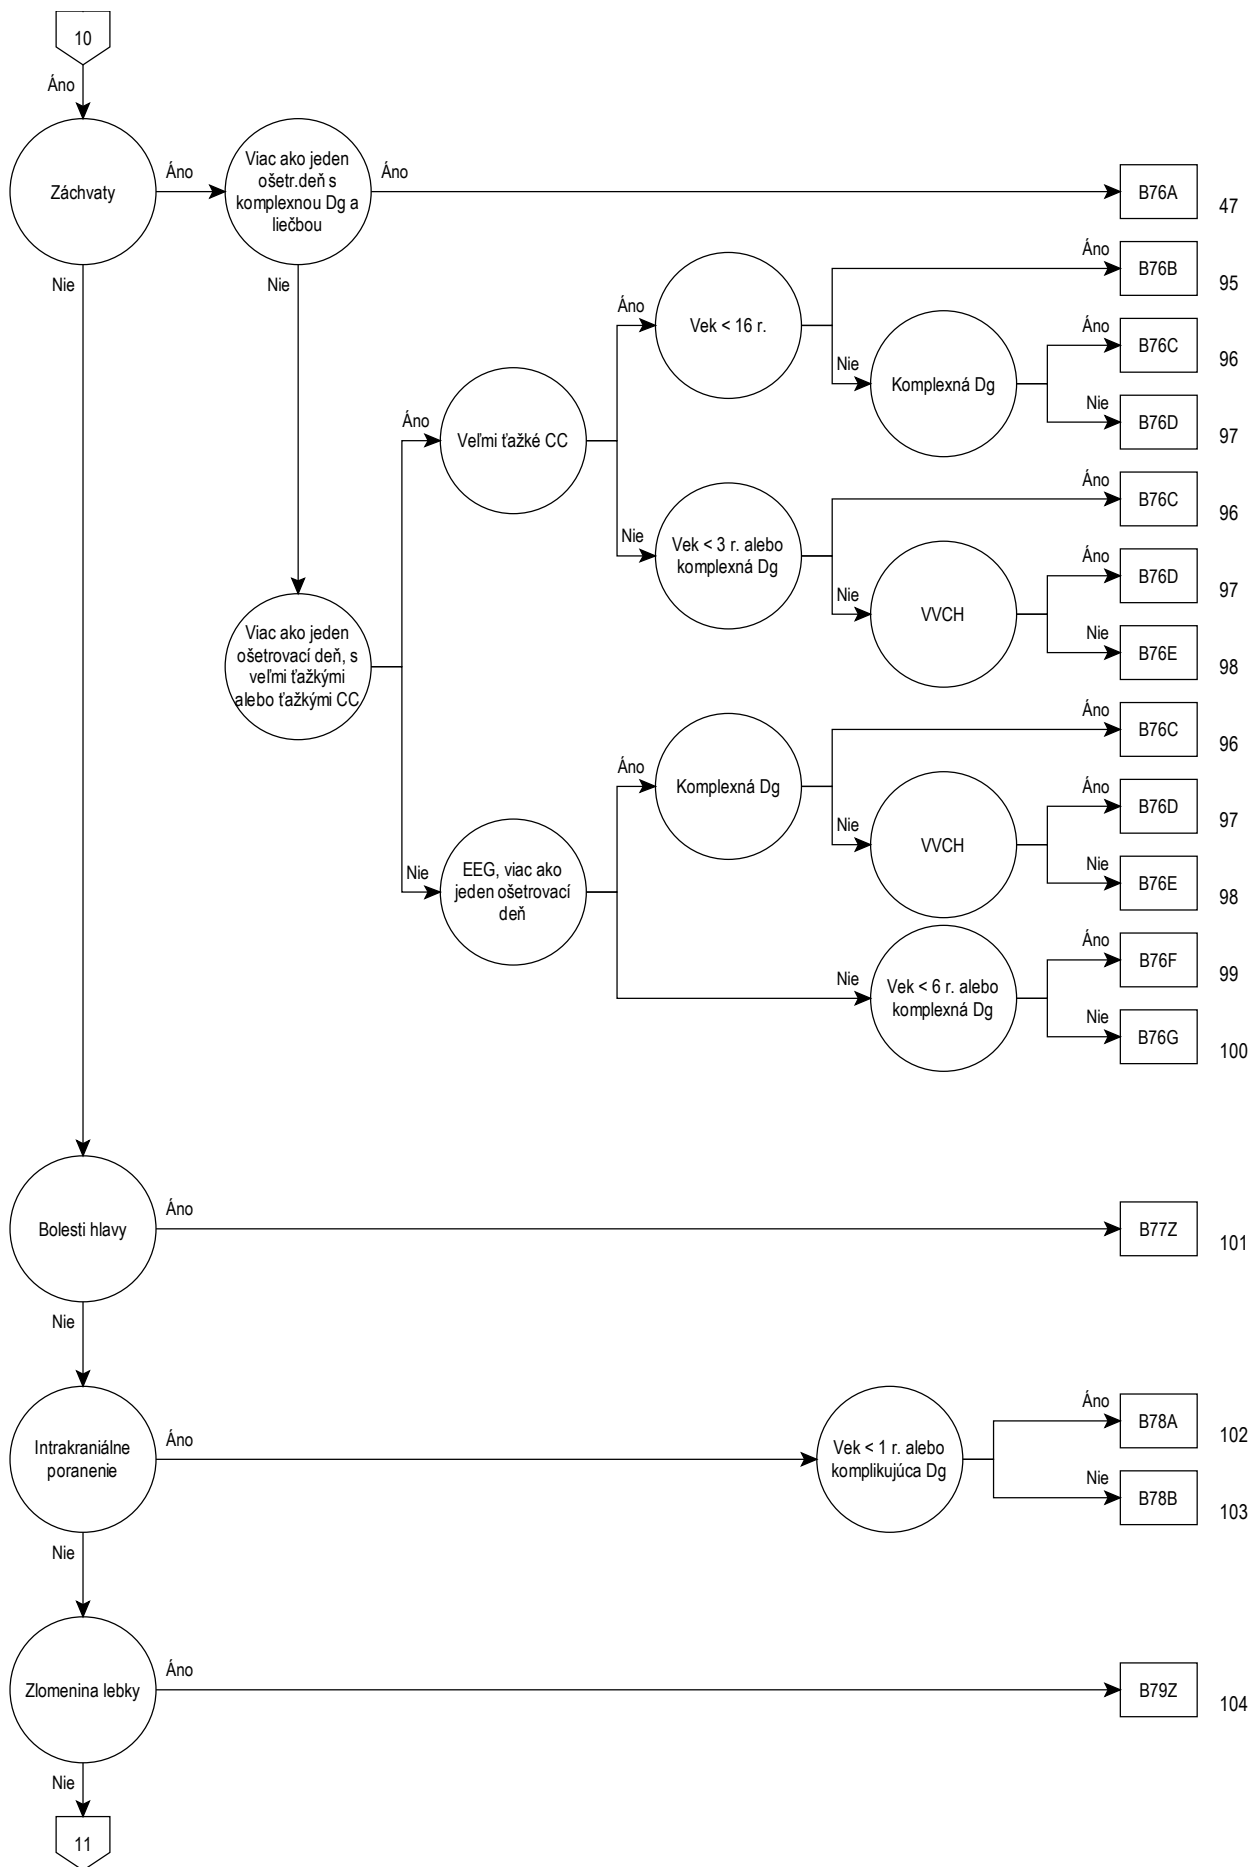 10
Áno
Záchvaty
Áno
Viac ako jeden
ošetr.deň s
komplexnou Dg a
liečbou
Áno
B76A
47
Nie
Nie
Viac ako jeden
ošetrovací deň, s
veľmi ťažkými
alebo ťažkými CC
Áno
Veľmi ťažké CC
Áno
Vek < 16 r.
Áno
B76B
95
Nie
Komplexná Dg
Áno
B76C
96
Nie
B76D
97
Nie
Vek < 3 r. alebo
komplexná Dg
Áno
B76C
96
Nie
VVCH
Áno
B76D
97
Nie
B76E
98
Nie
EEG, viac ako
jeden ošetrovací
deň
Áno
Komplexná Dg
Áno
B76C
96
Nie
VVCH
Áno
B76D
97
Nie
B76E
98
Nie
Vek < 6 r. alebo
komplexná Dg
Áno
B76F
99
Nie
B76G
100
Bolesti hlavy
Áno
B77Z
101
Nie
Intrakraniálne
poranenie
Áno
Vek < 1 r. alebo
komplikujúca Dg
Áno
B78A
102
Nie
B78B
103
Nie
Zlomenina lebky
Áno
B79Z
104
Nie
11